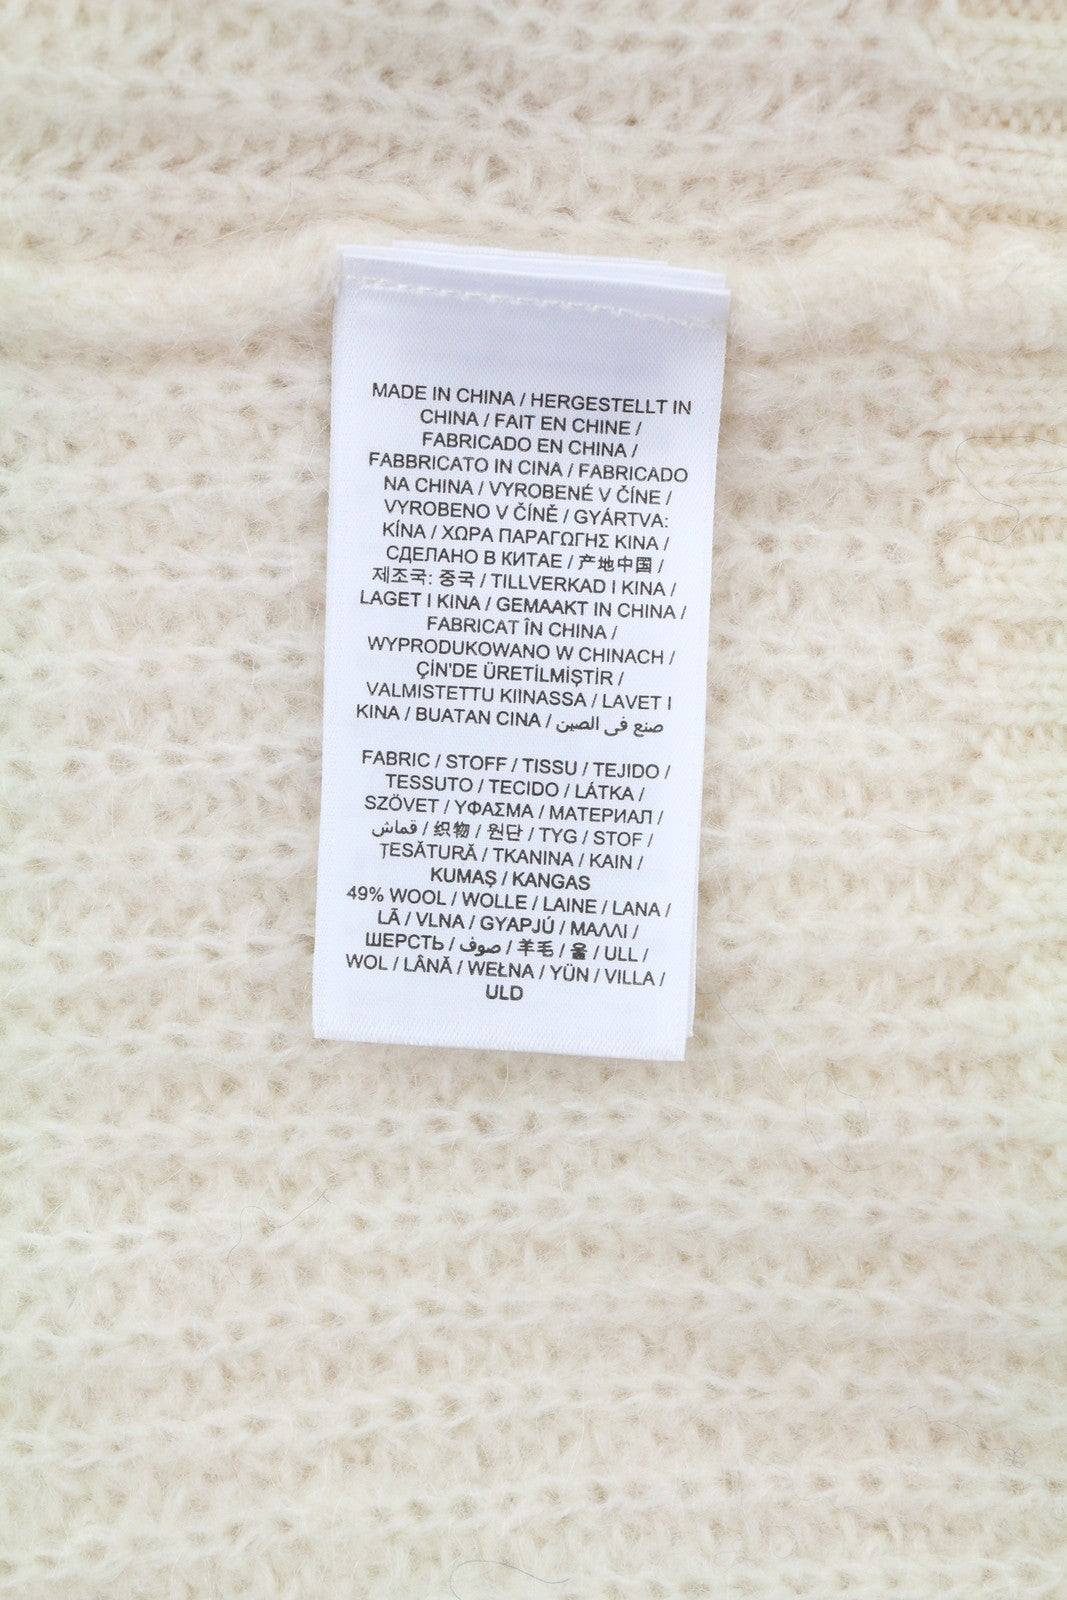 MADE IN CHINA / HERGESTELLT IN
CHINA / FAIT EN CHINE /
FABRICADO EN CHINA /
FABBRICATO IN CINA / FABRICADO
NA CHINA / VYROBENÉ V ČÍNE /
VYROBENO V ČÍNĚ / GYÁRTVA:
KÍNA / ΧΩΡΑ ΠΑΡΑΓΩΓΗΣ ΚΙΝΑ /
СДЕЛАНО В КИТАЕ / 产地中国 /
제조국: 중국 / TILLVERKAD I KINA /
LAGET I KINA / GEMAAKT IN CHINA /
FABRICAT ÎN CHINA /
WYPRODUKOWANO W CHINACH /
ÇİN'DE ÜRETİLMİŞTİR /
VALMISTETTU KIINASSA / LAVET I
KINA / BUATAN CINA / صنع في الصين
FABRIC / STOFF / TISSU / TEJIDO /
TESSUTO / TECIDO / LÁTKA /
SZÖVET / ΥΦΑΣΜΑ / МАТЕРИАЛ /
قماش / 织物 / 원단 / TYG / STOF /
ȚESĂTURĂ / TKANINA / KAIN /
KUMAŞ / KANGAS
49% WOOL / WOLLE / LAINE / LANA /
LÃ / VLNA / GYAPJÚ / ΜΑΛΛΙ /
ШЕРСТЬ / صوف / 羊毛 / 울 / ULL /
WOL / LÂNĂ / WEŁNA / YÜN / VILLA /
ULD